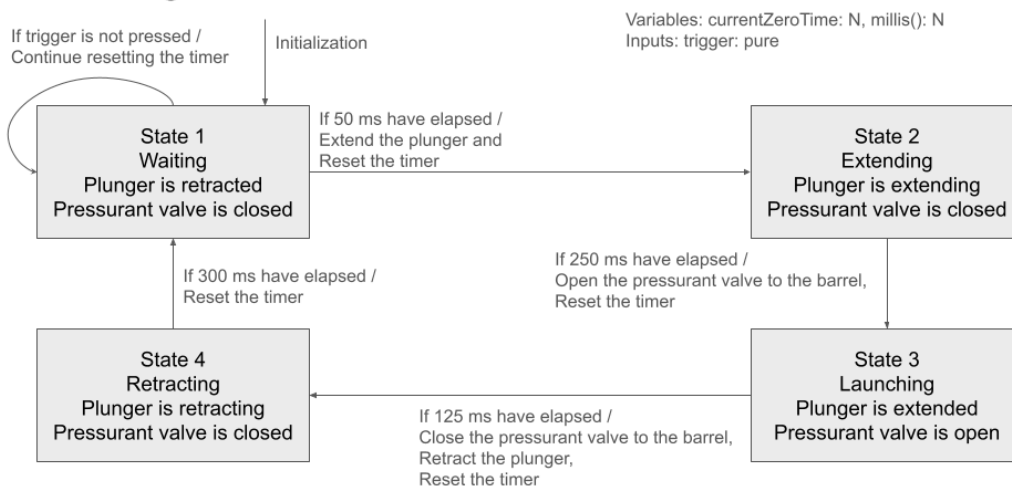 Variables: currentZeroTime: N, millis(): N
Inputs: trigger: pure
If trigger is not pressed /
Continue resetting the timer
Initialization
State 1
Waiting
Plunger is retracted
Pressurant valve is closed
If 50 ms have elapsed /
Extend the plunger and
Reset the timer
State 2
Extending
Plunger is extending
Pressurant valve is closed
If 250 ms have elapsed /
Open the pressurant valve to the barrel,
Reset the timer
State 3
Launching
Plunger is extended
Pressurant valve is open
If 125 ms have elapsed /
Close the pressurant valve to the barrel,
Retract the plunger,
Reset the timer
State 4
Retracting
Plunger is retracting
Pressurant valve is closed
If 300 ms have elapsed /
Reset the timer